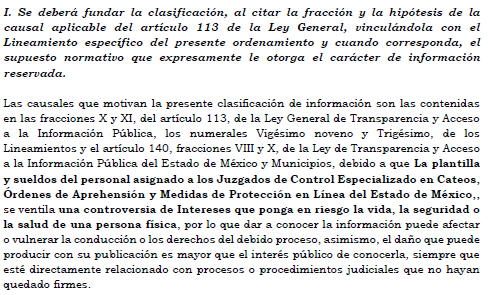 I. Se deberá fundar la clasificación, al citar la fracción y la hipótesis de la
causal aplicable del artículo 113 de la Ley General, vinculándola con el
Lineamiento específico del presente ordenamiento y cuando corresponda, el
supuesto normativo que expresamente le otorga el carácter de información
reservada.
Las causales que motivan la presente clasificación de información son las contenidas
en las fracciones X y XI, del artículo 113, de la Ley General de Transparencia y Acceso
a la Información Pública, los numerales Vigésimo noveno y Trigésimo, de los
Lineamientos y el artículo 140, fracciones VIII y X, de la Ley de Transparencia y Acceso
a la Información Pública del Estado de México y Municipios, debido a que La plantilla
y sueldos del personal asignado a los Juzgados de Control Especializado en Cateos,
Órdenes de Aprehensión y Medidas de Protección en Línea del Estado de México,,
se ventila una controversia de Intereses que ponga en riesgo la vida, la seguridad o
la salud de una persona física, por lo que dar a conocer la información puede afectar
o vulnerar la conducción o los derechos del debido proceso, asimismo, el daño que puede
producir con su publicación es mayor que el interés público de conocerla, siempre que
esté directamente relacionado con procesos o procedimientos judiciales que no hayan
quedado firmes.